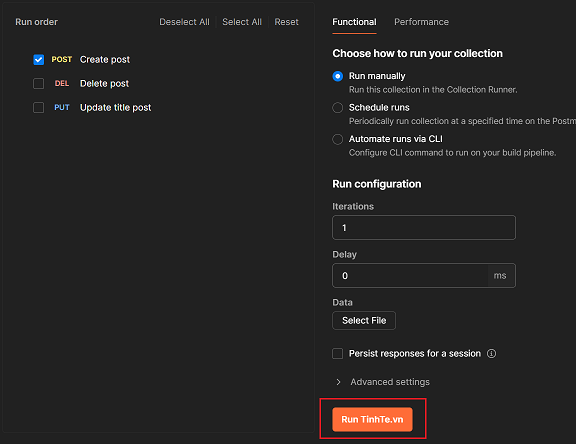 Run order
Deselect All
Select All
Reset
POST Create post
DEL Delete post
PUT Update title post
Functional
Performance
Choose how to run your collection
Run manually
Run this collection in the Collection Runner.
Schedule runs
Periodically run collection at a specified time on the Postm
Automate runs via CLI
Configure CLI command to run on your build pipeline.
Run configuration
Iterations
1
Delay
0 ms
Data
Select File
Persist responses for a session
Advanced settings
Run TinhTe.vn